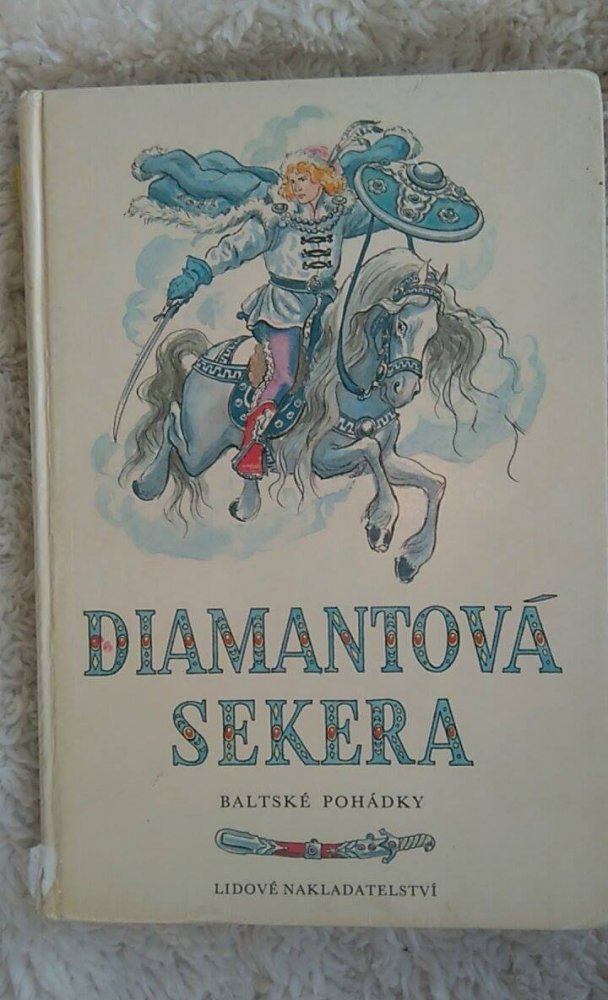 DIAMANTOVÁ
SEKERA
BALTSKÉ POHÁDKY
LIDOVÉ NAKLADATELSTVÍ